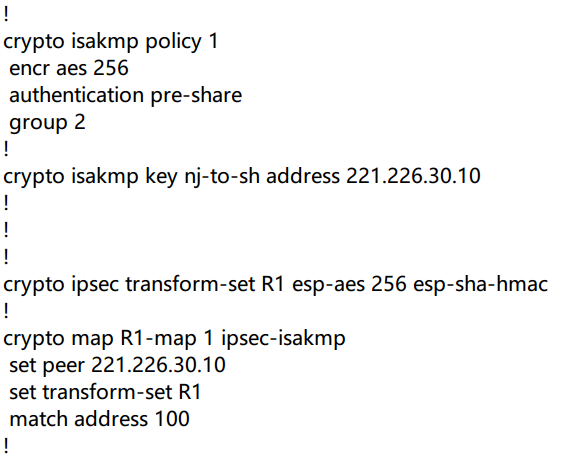 !
crypto isakmp policy 1
 encr aes 256
 authentication pre-share
 group 2
!
crypto isakmp key nj-to-sh address 221.226.30.10
!
!
!
crypto ipsec transform-set R1 esp-aes 256 esp-sha-hmac
!
crypto map R1-map 1 ipsec-isakmp
 set peer 221.226.30.10
 set transform-set R1
 match address 100
!